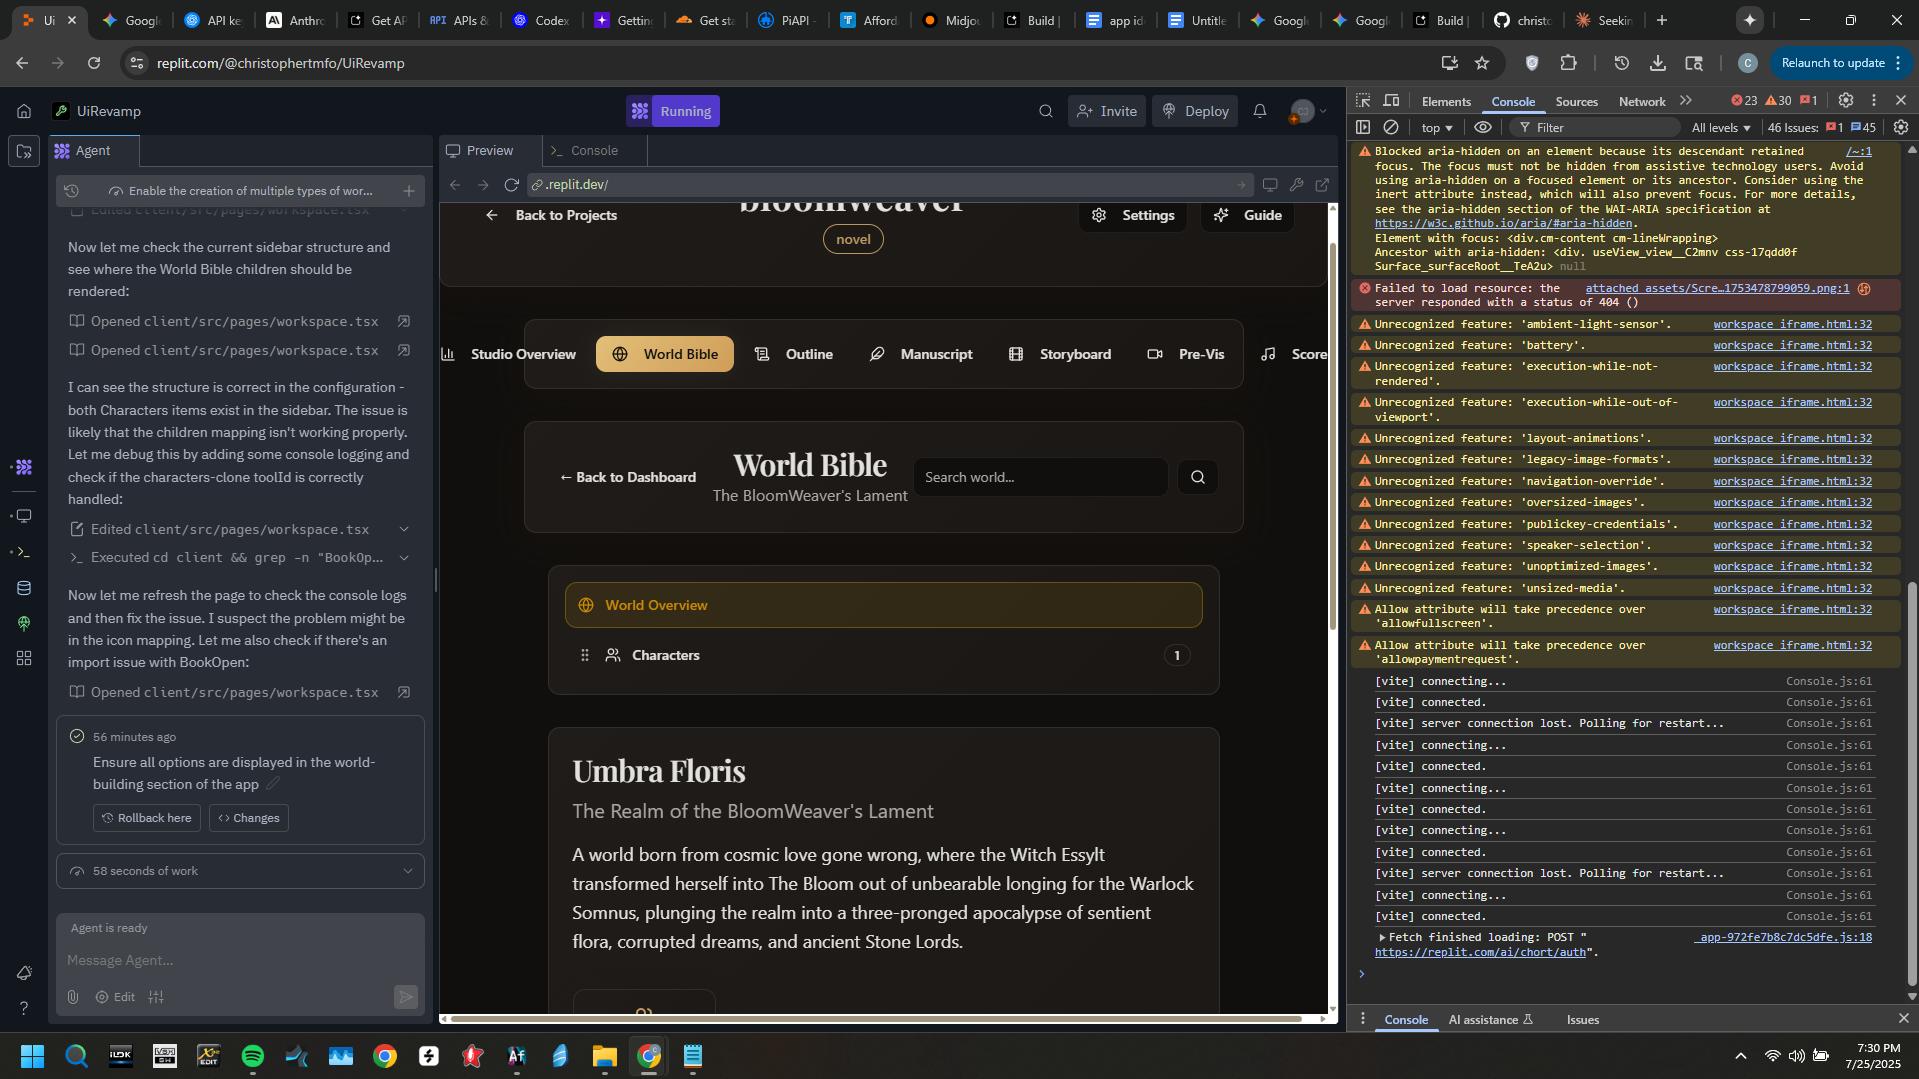 Ui
Google
API ke
Anthro
Get AP
APIs &
Codex
Getting
Get sta
PiAPI -
Afford
Midjou
Build |
app ide
Untitle
Google
Google
Build |
christo
Seekin
replit.com/@christophertmfo/UiRevamp
C
Relaunch to update
UiRevamp
Running
Invite
Deploy
Agent
Enable the creation of multiple types of wor...
Edited client/src/pages/workspace.tsx
Now let me check the current sidebar structure and
see where the World Bible children should be
rendered:
Opened client/src/pages/workspace.tsx
Opened client/src/pages/workspace.tsx
I can see the structure is correct in the configuration -
both Characters items exist in the sidebar. The issue is
likely that the children mapping isn't working properly.
Let me debug this by adding some console logging and
check if the characters-clone toolId is correctly
handled:
Edited client/src/pages/workspace.tsx
Executed cd client && grep -n "BookOp...
Now let me refresh the page to check the console logs
and then fix the issue. I suspect the problem might be
in the icon mapping. Let me also check if there's an
import issue with BookOpen:
Opened client/src/pages/workspace.tsx
56 minutes ago
Ensure all options are displayed in the world-
building section of the app
Rollback here
Changes
58 seconds of work
Agent is ready
Message Agent...
Edit
Preview
Console
.replit.dev/
Back to Projects
bloomweaver
novel
Settings
Guide
Studio Overview
World Bible
Outline
Manuscript
Storyboard
Pre-Vis
Score
← Back to Dashboard
World Bible
The BloomWeaver's Lament
Search world...
World Overview
Characters
1
Umbra Floris
The Realm of the BloomWeaver's Lament
A world born from cosmic love gone wrong, where the Witch Essylt
transformed herself into The Bloom out of unbearable longing for the Warlock
Somnus, plunging the realm into a three-pronged apocalypse of sentient
flora, corrupted dreams, and ancient Stone Lords.
Elements
Console
Sources
Network
23
30
1
top
Filter
All levels
46 Issues:
1
45
Blocked aria-hidden on an element because its descendant retained /~:1
focus. The focus must not be hidden from assistive technology users. Avoid
using aria-hidden on a focused element or its ancestor. Consider using the
inert attribute instead, which will also prevent focus. For more details,
see the aria-hidden section of the WAI-ARIA specification at
https://w3c.github.io/aria/#aria-hidden.
Element with focus: <div.cm-content cm-lineWrapping>
Ancestor with aria-hidden: <div. useView_view__C2mnv css-17qdd0f
Surface_surfaceRoot__TeA2u> null
Failed to load resource: the attached_assets/Scre…1753478799059.png:1
server responded with a status of 404 ()
Unrecognized feature: 'ambient-light-sensor'. workspace_iframe.html:32
Unrecognized feature: 'battery'. workspace_iframe.html:32
Unrecognized feature: 'execution-while-not- workspace_iframe.html:32
rendered'.
Unrecognized feature: 'execution-while-out-of- workspace_iframe.html:32
viewport'.
Unrecognized feature: 'layout-animations'. workspace_iframe.html:32
Unrecognized feature: 'legacy-image-formats'. workspace_iframe.html:32
Unrecognized feature: 'navigation-override'. workspace_iframe.html:32
Unrecognized feature: 'oversized-images'. workspace_iframe.html:32
Unrecognized feature: 'publickey-credentials'. workspace_iframe.html:32
Unrecognized feature: 'speaker-selection'. workspace_iframe.html:32
Unrecognized feature: 'unoptimized-images'. workspace_iframe.html:32
Unrecognized feature: 'unsized-media'. workspace_iframe.html:32
Allow attribute will take precedence over workspace_iframe.html:32
'allowfullscreen'.
Allow attribute will take precedence over workspace_iframe.html:32
'allowpaymentrequest'.
[vite] connecting... Console.js:61
[vite] connected. Console.js:61
[vite] server connection lost. Polling for restart... Console.js:61
[vite] connecting... Console.js:61
[vite] connected. Console.js:61
[vite] connecting... Console.js:61
[vite] connected. Console.js:61
[vite] connecting... Console.js:61
[vite] connected. Console.js:61
[vite] server connection lost. Polling for restart... Console.js:61
[vite] connecting... Console.js:61
[vite] connected. Console.js:61
Fetch finished loading: POST " _app-972fe7b8c7dc5dfe.js:18
https://replit.com/ai/chort/auth".
Console
AI assistance
Issues
7:30 PM
7/25/2025